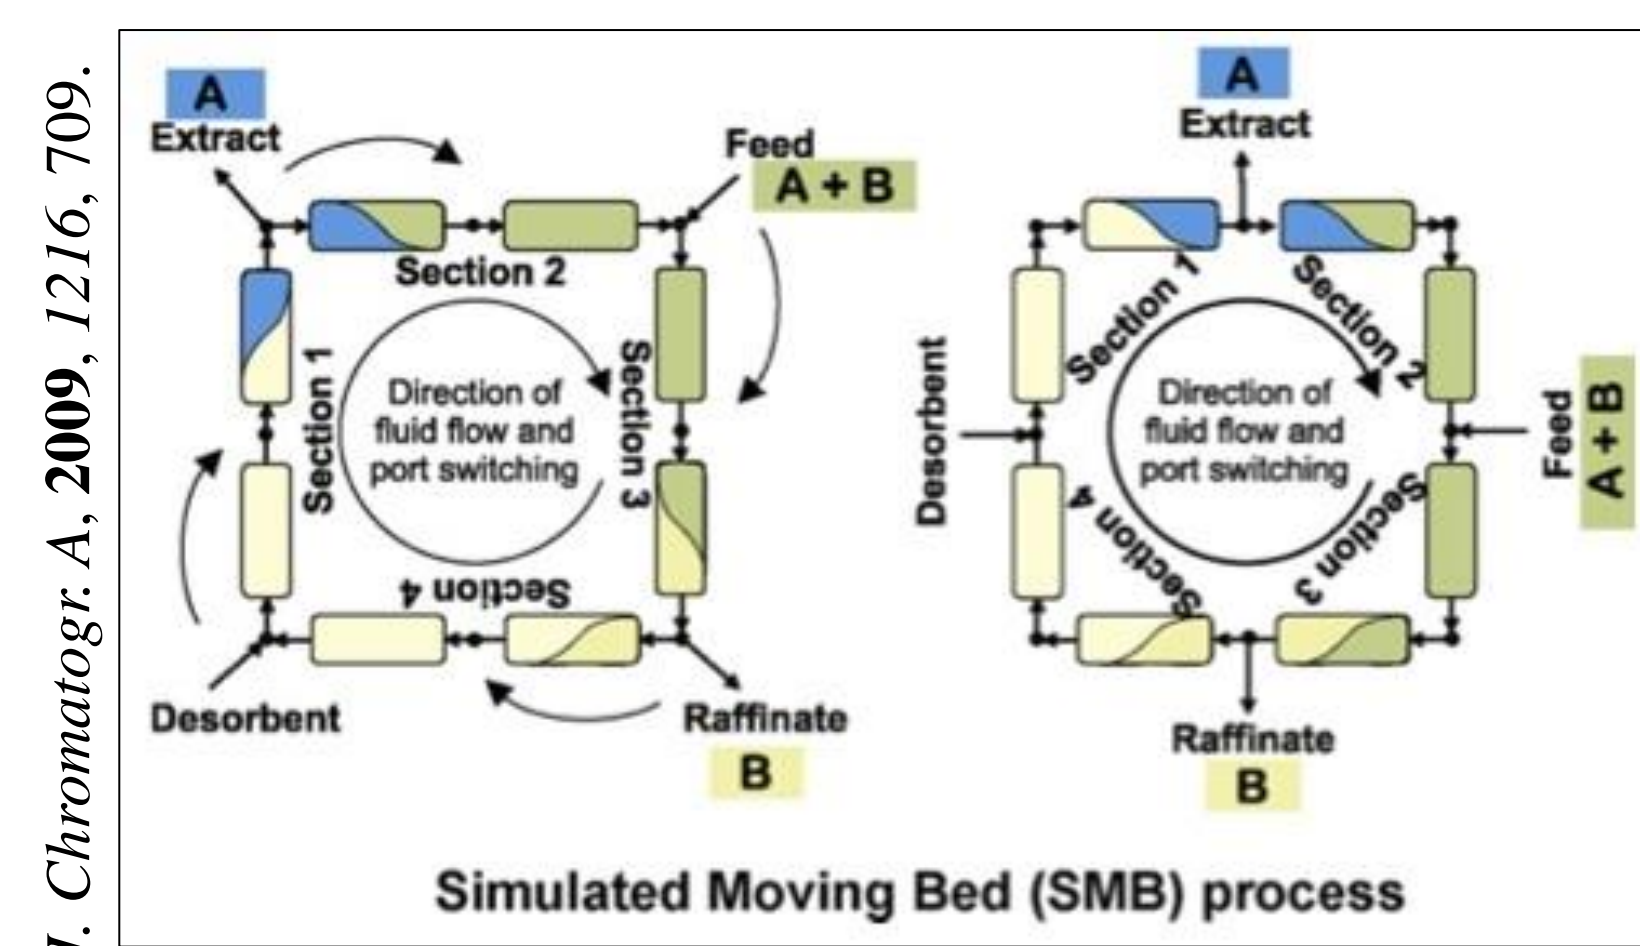 J. Chromatogr. A, 2009, 1216, 709.
A
Extract
Feed
A + B
Section 2
Section 1
Direction of
fluid flow and
port switching
Section 3
Section 4
Desorbent
Raffinate
B
A
Extract
Section 1
Section 2
Desorbent
Direction of
fluid flow and
port switching
Feed
A + B
Section 4
Section 3
Raffinate
B
Simulated Moving Bed (SMB) process